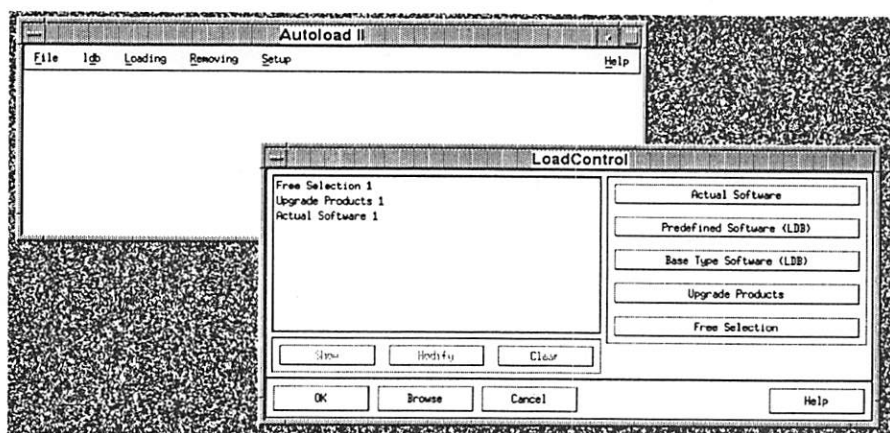 Autoload II
File ldb Loading Removing Setup Help
LoadControl
Free Selection 1
Upgrade Products 1
Actual Software 1
Actual Software
Predefined Software (LDB)
Base Type Software (LDB)
Upgrade Products
Free Selection
Show Modify Clear
OK Browse Cancel Help